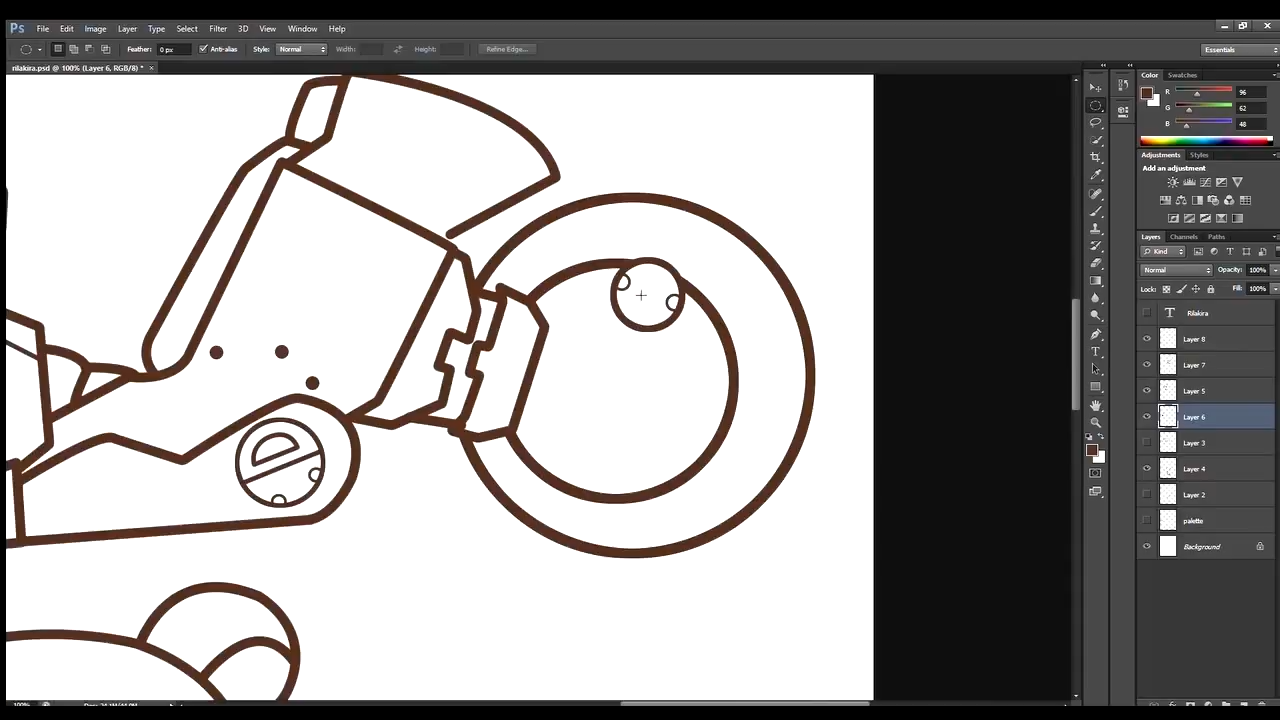 Ps File Edit Image Layer Type Select Filter 3D View Window Help
Feather: 0 px Anti-alias Style: Normal Width: Height: Refine Edge... Essentials
rilakira.psd @ 100% (Layer 6, RGB/8) * ×
Color Swatches
R 96
G 62
B 48
Adjustments Styles
Add an adjustment
Layers Channels Paths
Kind
Normal Opacity: 100%
Lock: Fill: 100%
T Rilakira
Layer 8
Layer 7
Layer 5
Layer 6
Layer 3
Layer 4
Layer 2
palette
Background